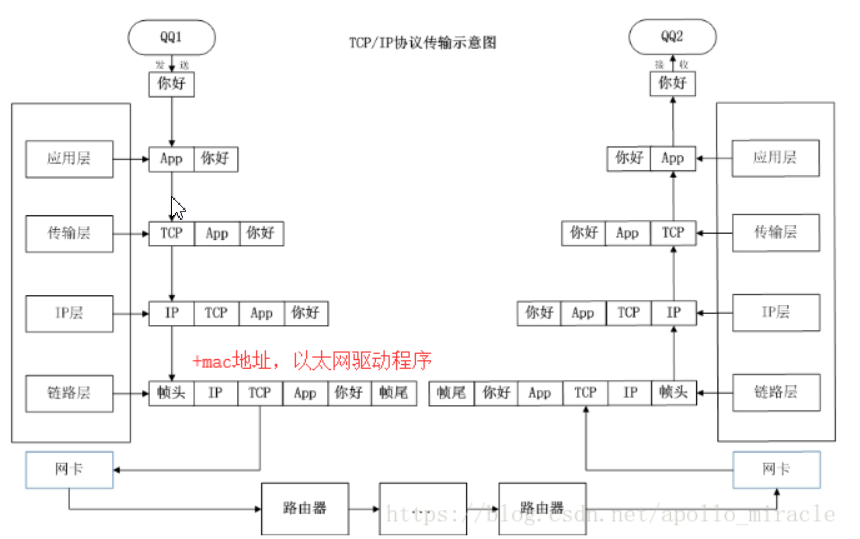 QQ1
TCP/IP协议传输示意图
QQ2
发 送
接 收
你好
你好
应用层
App 你好
你好 App
应用层
传输层
TCP App 你好
你好 App TCP
传输层
IP层
IP TCP App 你好
你好 App TCP IP
IP层
+mac地址，以太网驱动程序
链路层
帧头 IP TCP App 你好 帧尾
帧尾 你好 App TCP IP 帧头
链路层
网卡
网卡
路由器
...
路由器
https://blog.csdn.net/apollo_miracle